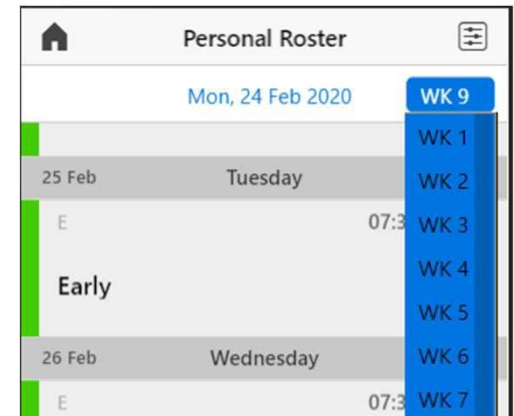 Personal Roster
Mon, 24 Feb 2020 WK 9
WK 1
25 Feb Tuesday WK 2
E 07:3 WK 3
WK 4
Early
WK 5
26 Feb Wednesday WK 6
E 07:3 WK 7